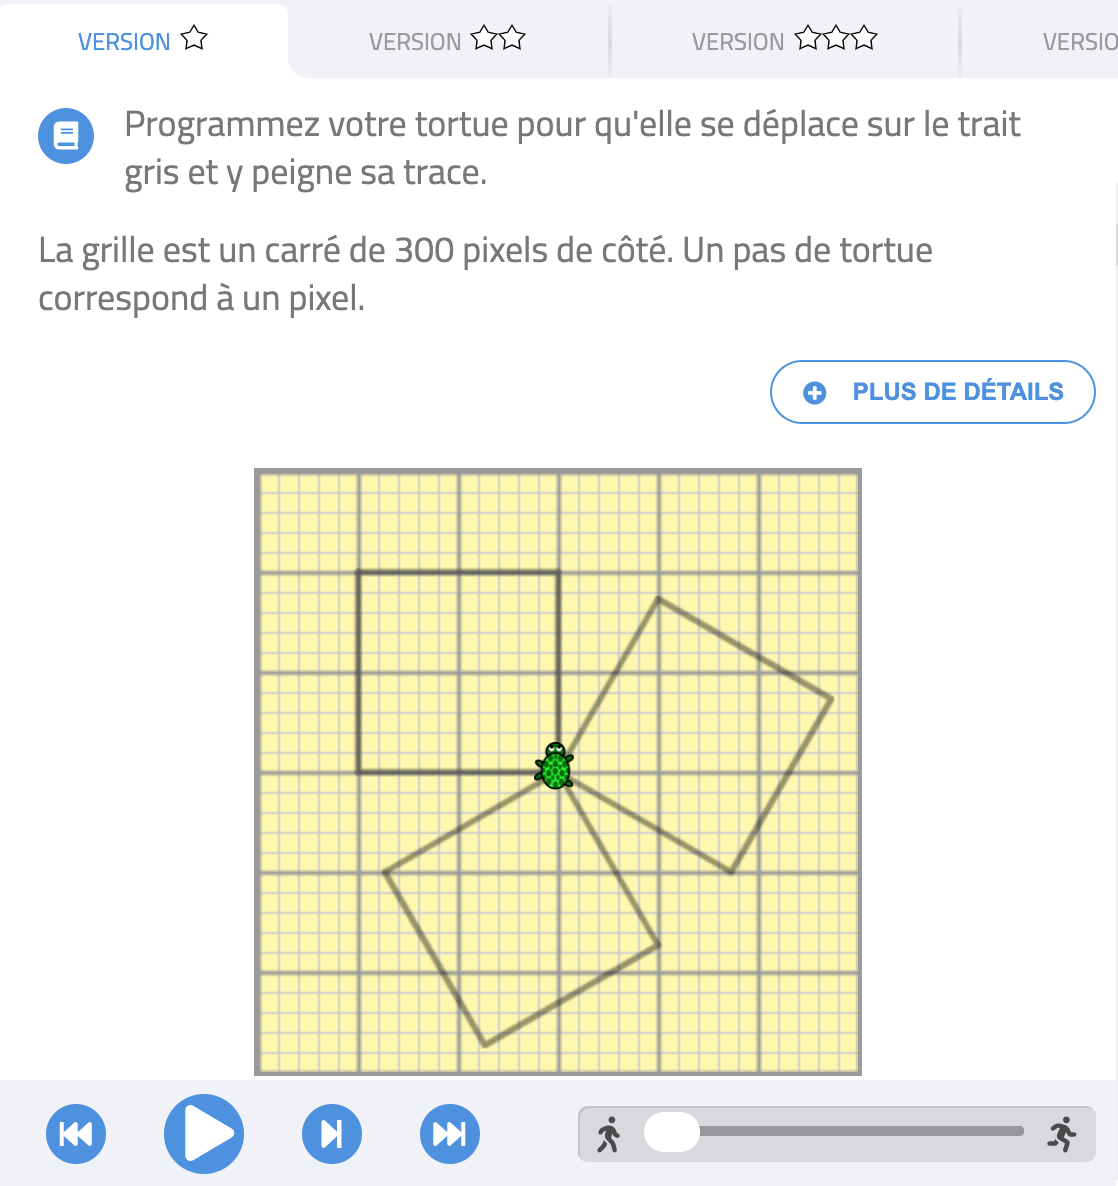 VERSION
VERSION
VERSION
VERSIO
Programmez votre tortue pour qu'elle se déplace sur le trait
gris et y peigne sa trace.
La grille est un carré de 300 pixels de côté. Un pas de tortue
correspond à un pixel.
PLUS DE DÉTAILS